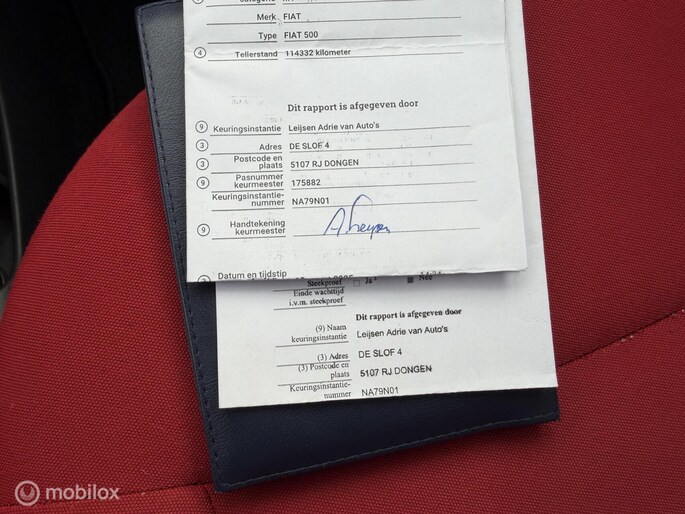 Merk FIAT
Type FIAT 500
④ Tellerstand 114332 kilometer
Dit rapport is afgegeven door
⑨ Keuringsinstantie Leijsen Adrie van Auto's
③ Adres DE SLOF 4
③ Postcode en plaats 5107 RJ DONGEN
⑨ Pasnummer keurmeester 175882
Keuringsinstantie-
nummer NA79N01
⑨ Handtekening
keurmeester
Datum en tijdstip
Steekproef Ja Nee
Einde wachttijd
i.v.m. steekproef
Dit rapport is afgegeven door
(9) Naam
keuringsinstantie Leijsen Adrie van Auto's
(3) Adres DE SLOF 4
(3) Postcode en
plaats 5107 RJ DONGEN
Keuringsinstantie-
nummer NA79N01
mobilox